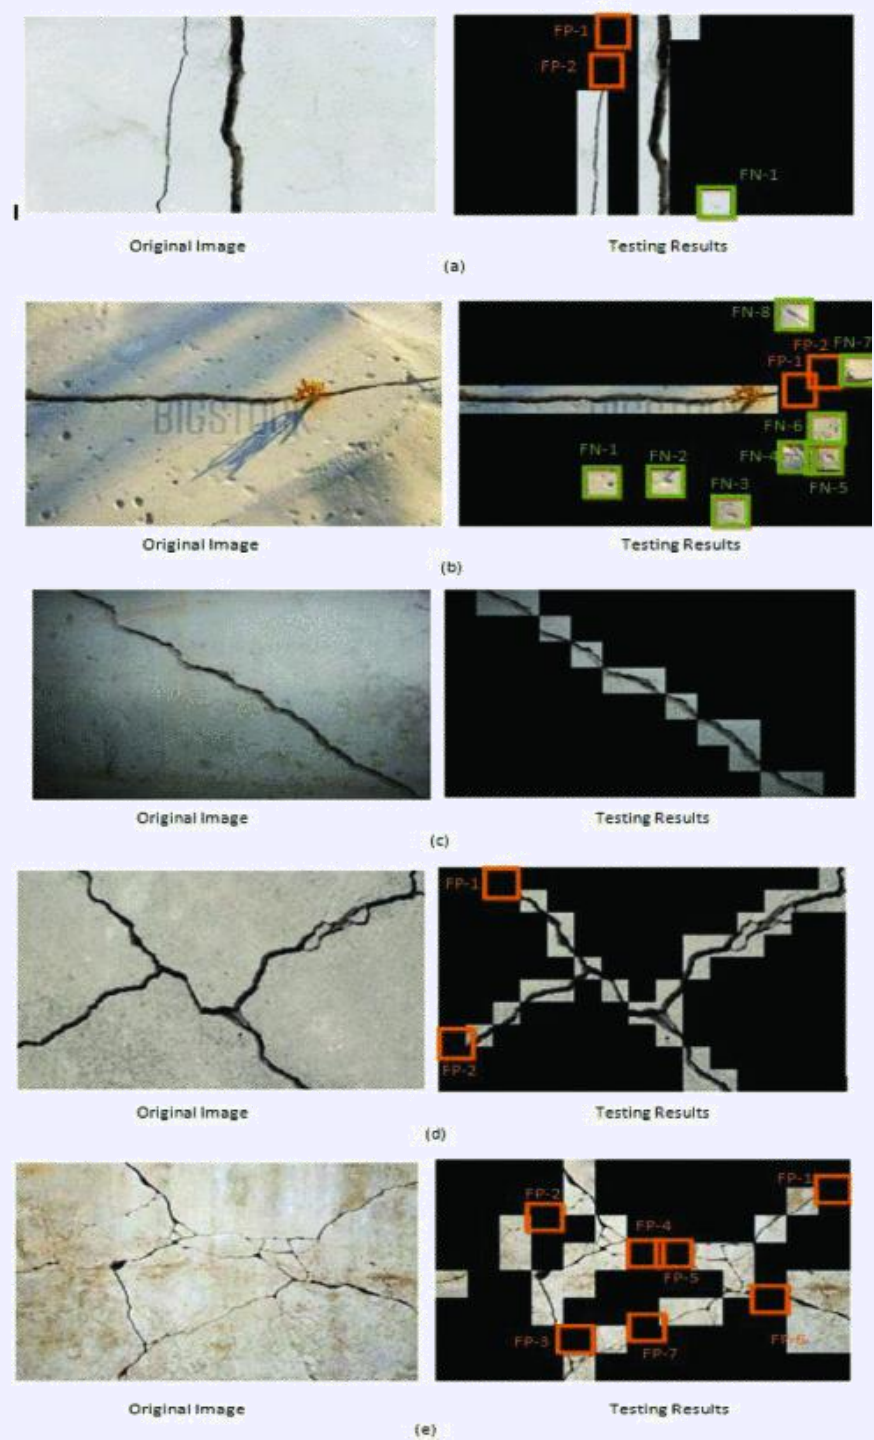 FP-1
FP-2
FN-1
Original Image
Testing Results
(a)
FN-8
FP-2
FN-7
FP-1
BIGSTOCK
FN-6
FN-1
FN-2
FN-4
FN-3
FN-5
Original Image
Testing Results
(b)
Original Image
Testing Results
(c)
FP-1
FP-2
Original Image
Testing Results
(d)
FP-1
FP-2
FP-4
FP-5
FP-3
FP-6
FP-7
Original Image
Testing Results
(e)